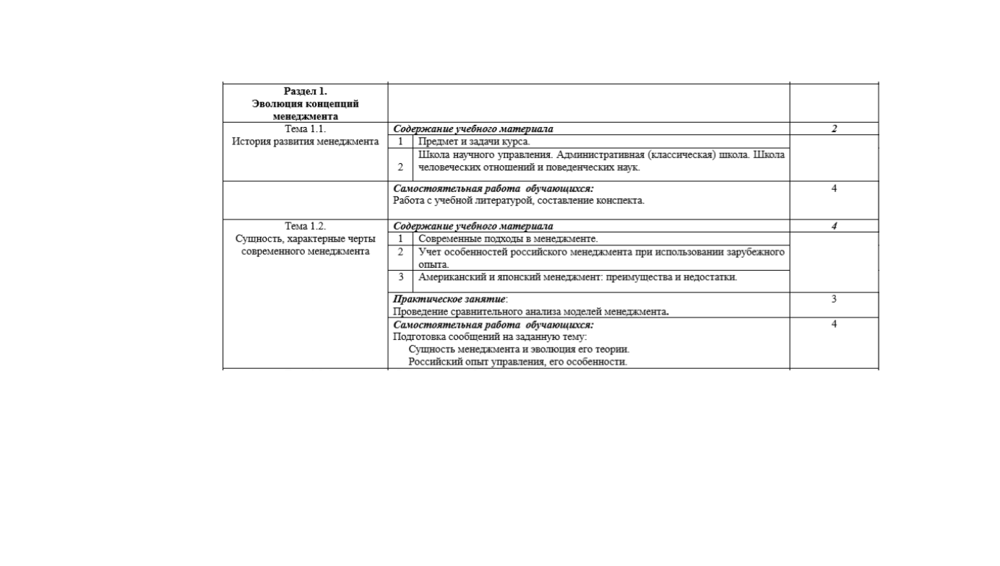 Раздел 1.
Эволюция концепций
менеджмента
Тема 1.1.
История развития менеджмента
Содержание учебного материала
2
1
Предмет и задачи курса.
2
Школа научного управления. Административная (классическая) школа. Школа
человеческих отношений и поведенческих наук.
Самостоятельная работа обучающихся:
4
Работа с учебной литературой, составление конспекта.
Тема 1.2.
Сущность, характерные черты
современного менеджмента
Содержание учебного материала
4
1
Современные подходы в менеджменте.
2
Учет особенностей российского менеджмента при использовании зарубежного
опыта.
3
Американский и японский менеджмент: преимущества и недостатки.
Практическое занятие:
3
Проведение сравнительного анализа моделей менеджмента.
Самостоятельная работа обучающихся:
4
Подготовка сообщений на заданную тему:
Сущность менеджмента и эволюция его теории.
Российский опыт управления, его особенности.